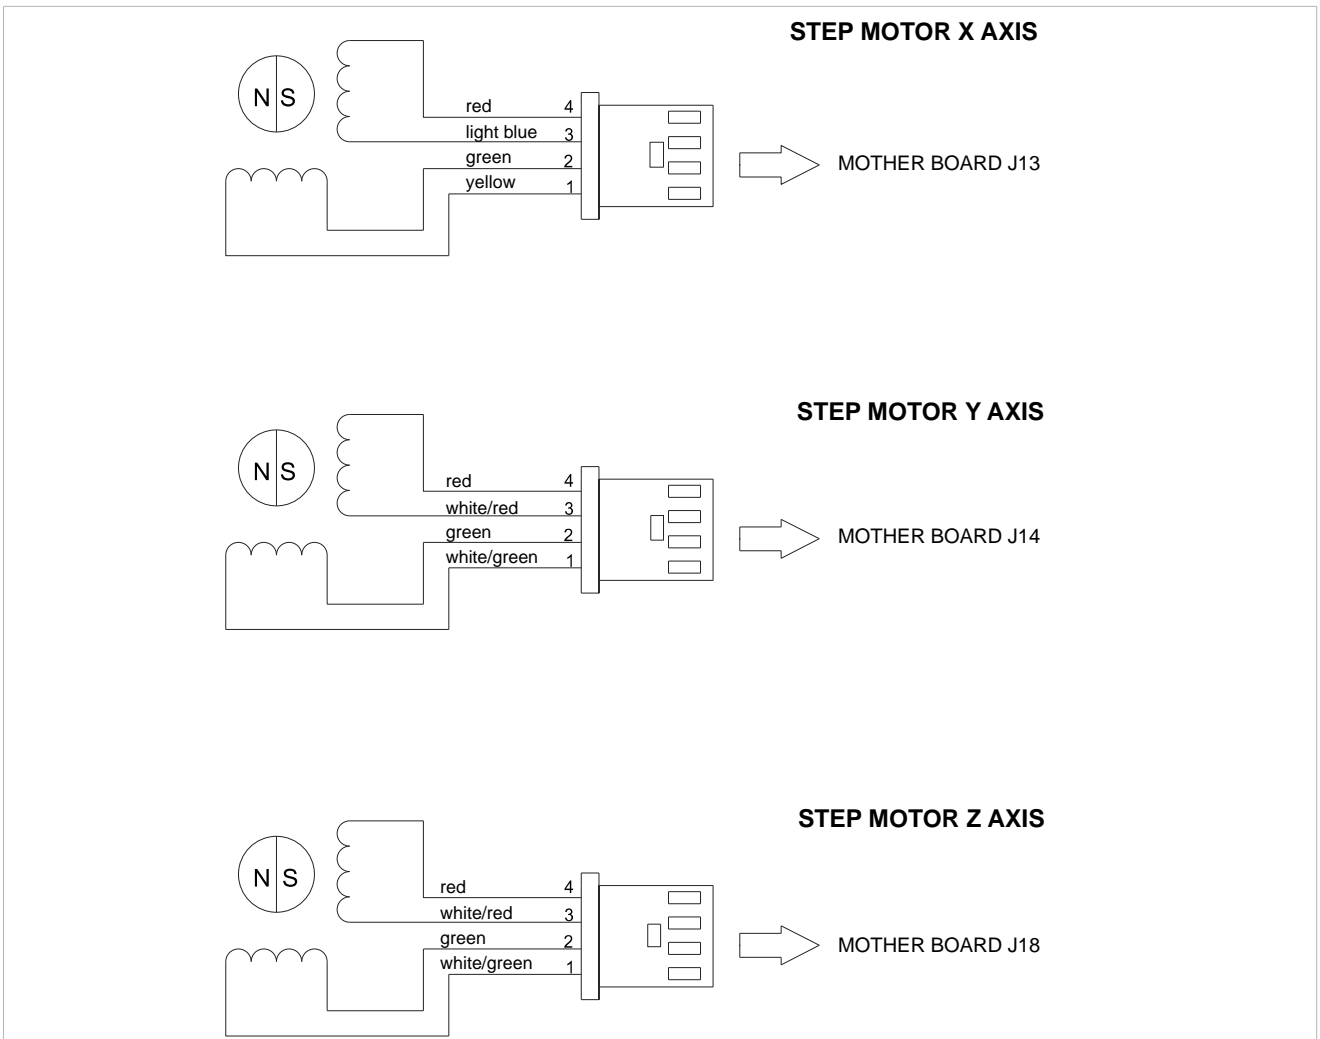 STEP MOTOR X AXIS
N S
red 4
light blue 3
green 2
yellow 1
MOTHER BOARD J13
STEP MOTOR Y AXIS
N S
red 4
white/red 3
green 2
white/green 1
MOTHER BOARD J14
STEP MOTOR Z AXIS
N S
red 4
white/red 3
green 2
white/green 1
MOTHER BOARD J18